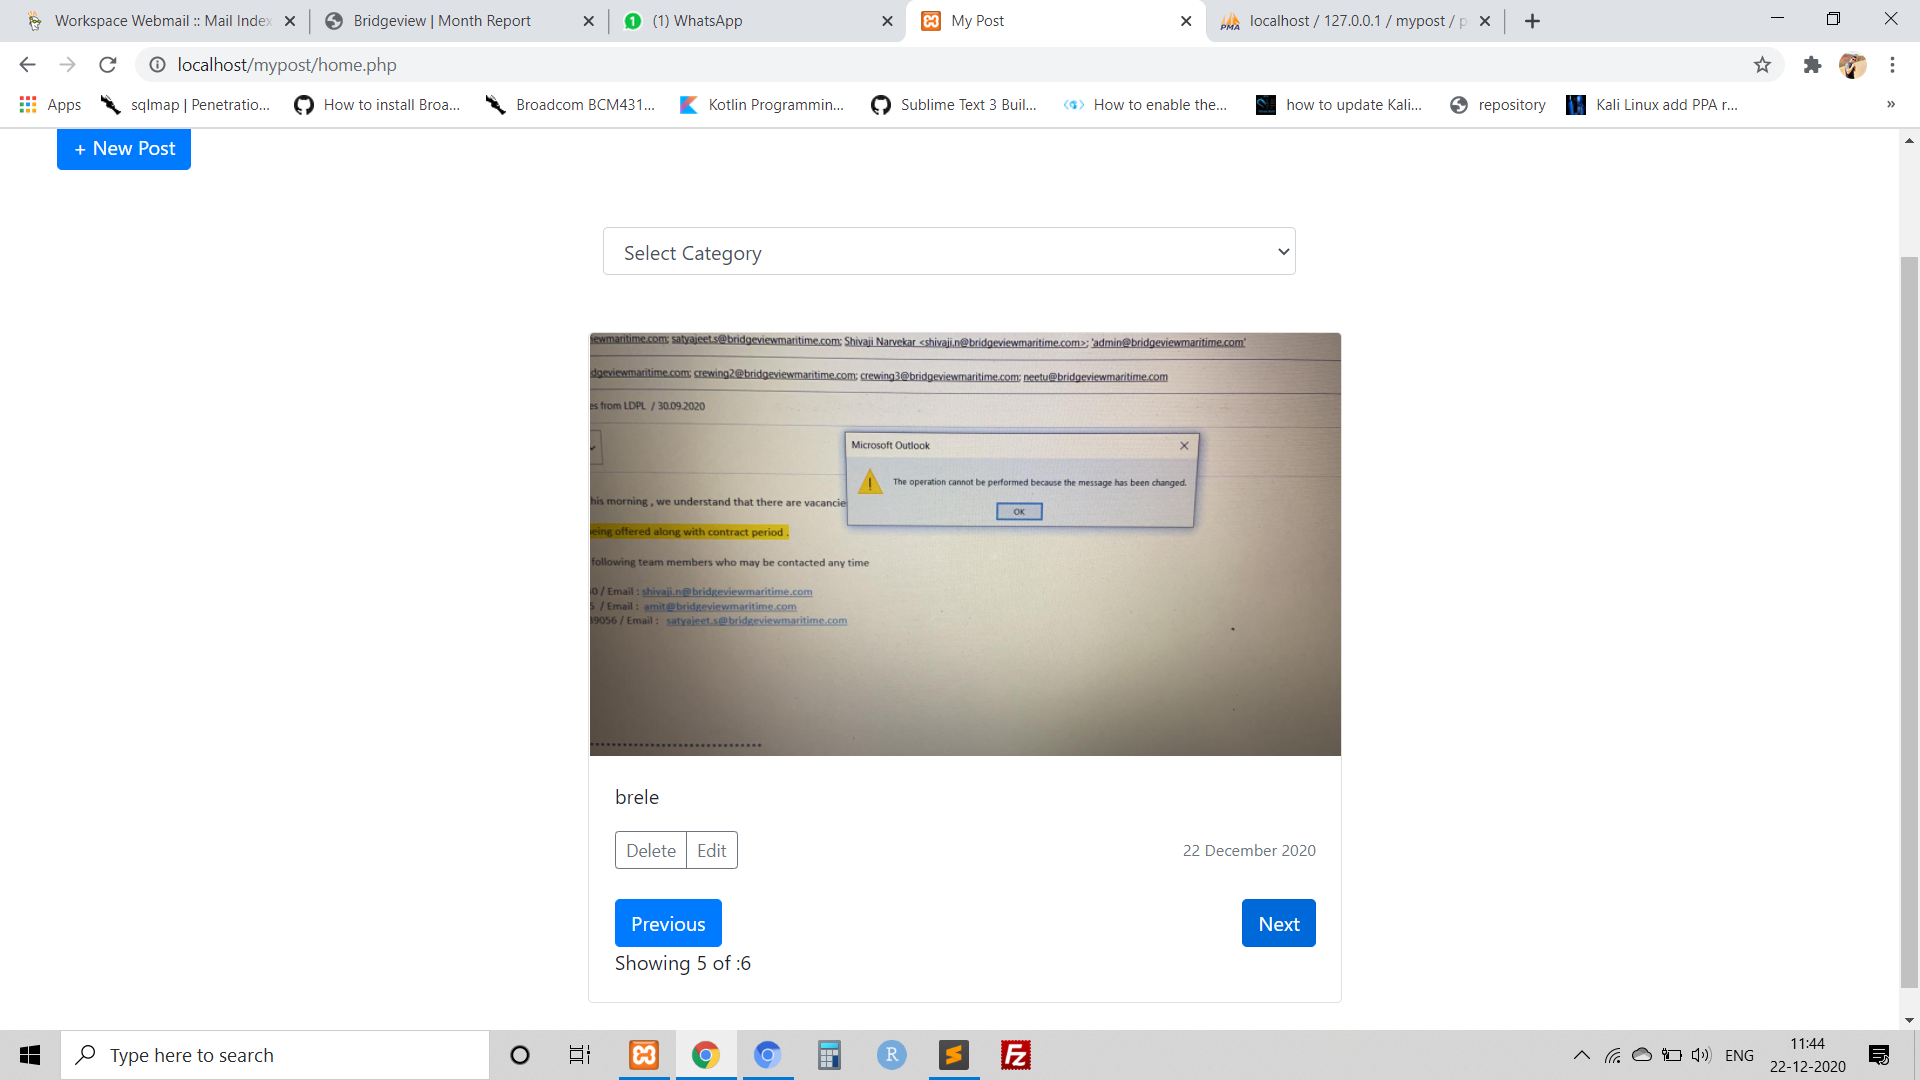 Workspace Webmail :: Mail Index
Bridgeview | Month Report
(1) WhatsApp
My Post
localhost / 127.0.0.1 / mypost / p
localhost/mypost/home.php
Apps
sqlmap | Penetratio...
How to install Broa...
Broadcom BCM431...
Kotlin Programmin...
Sublime Text 3 Buil...
How to enable the...
how to update Kali...
repository
Kali Linux add PPA r...
»
+ New Post
Select Category
ewmaritime.com; satyajeet.s@bridgeviewmaritime.com; Shivaji Narvekar <shivaji.n@bridgeviewmaritime.com>; 'admin@bridgeviewmaritime.com'
dgeviewmaritime.com; crewing2@bridgeviewmaritime.com; crewing3@bridgeviewmaritime.com; neetu@bridgeviewmaritime.com
es from LDPL / 30.09.2020
Microsoft Outlook
The operation cannot be performed because the message has been changed.
OK
his morning , we understand that there are vacancie
eing offered along with contract period .
following team members who may be contacted any time
0 / Email : shivaji.n@bridgeviewmaritime.com
5 / Email : amit@bridgeviewmaritime.com
39056 / Email : satyajeet.s@bridgeviewmaritime.com
brele
Delete
Edit
22 December 2020
Previous
Next
Showing 5 of :6
Type here to search
ENG
11:44
22-12-2020